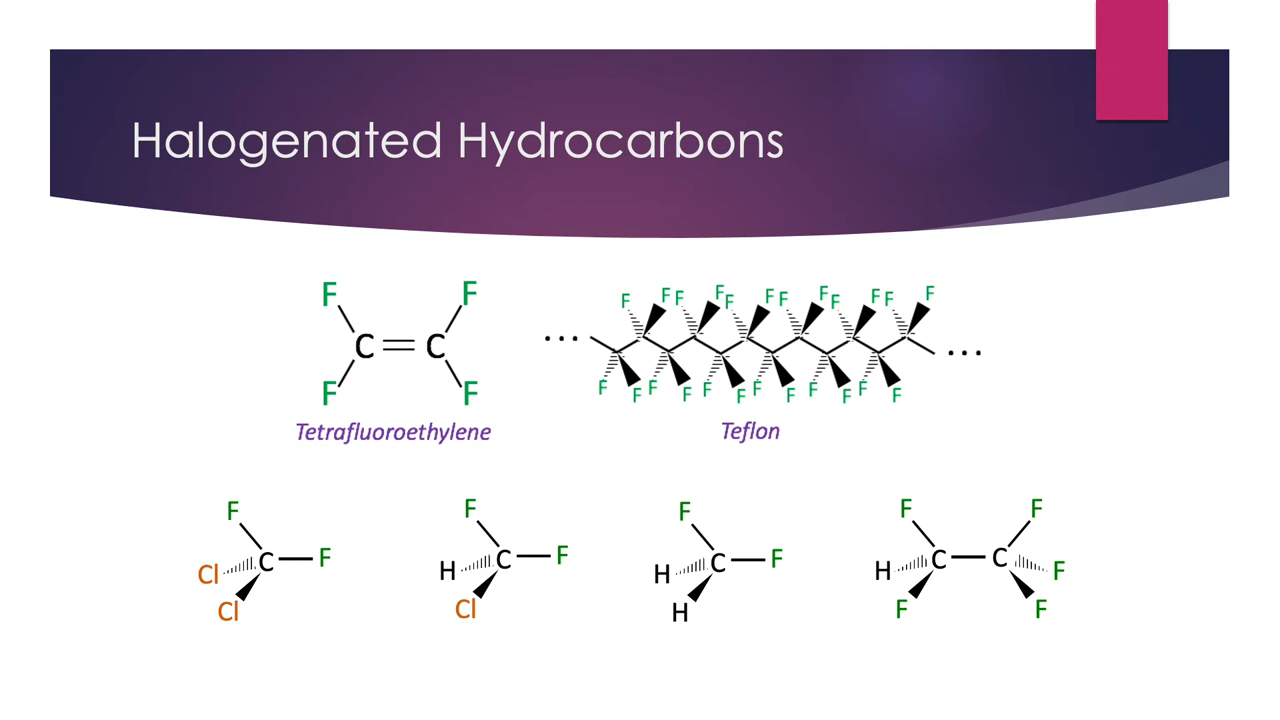 Halogenated Hydrocarbons
F F
C C
F F
Tetrafluoroethylene
F F F F F F F F F F F F
... ...
F F F F F F F F F F F F
Teflon
F F F F F
Cl C F H C F H C F H C C F
Cl Cl H F F